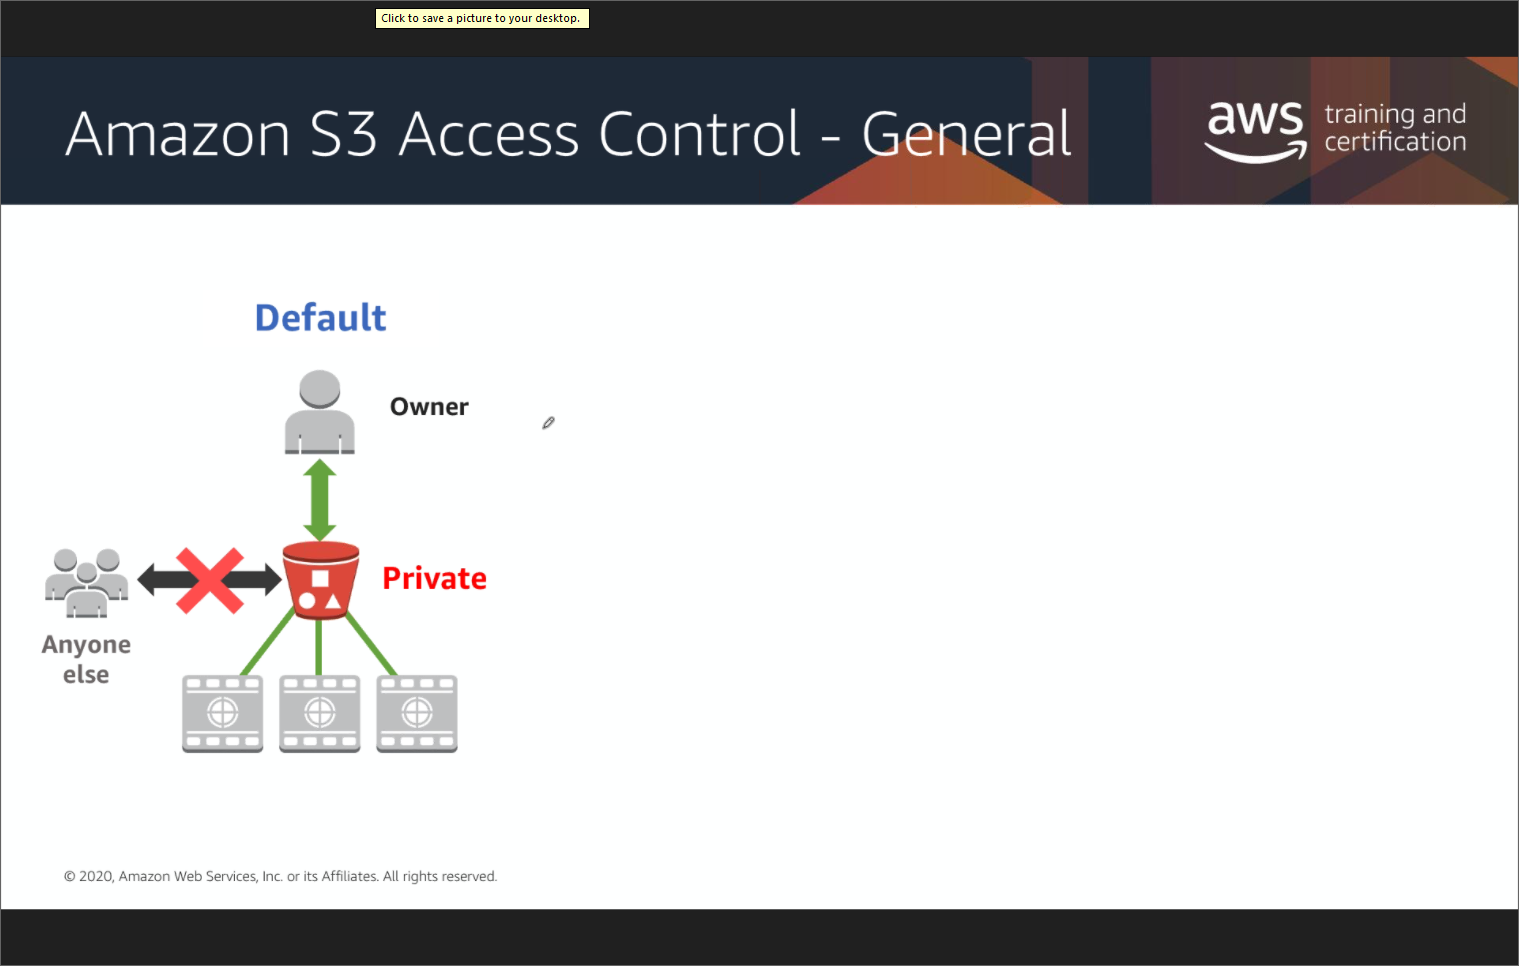 Click to save a picture to your desktop.
Amazon S3 Access Control - General
aws training and
certification
Default
Owner
Private
Anyone
else
© 2020, Amazon Web Services, Inc. or its Affiliates. All rights reserved.